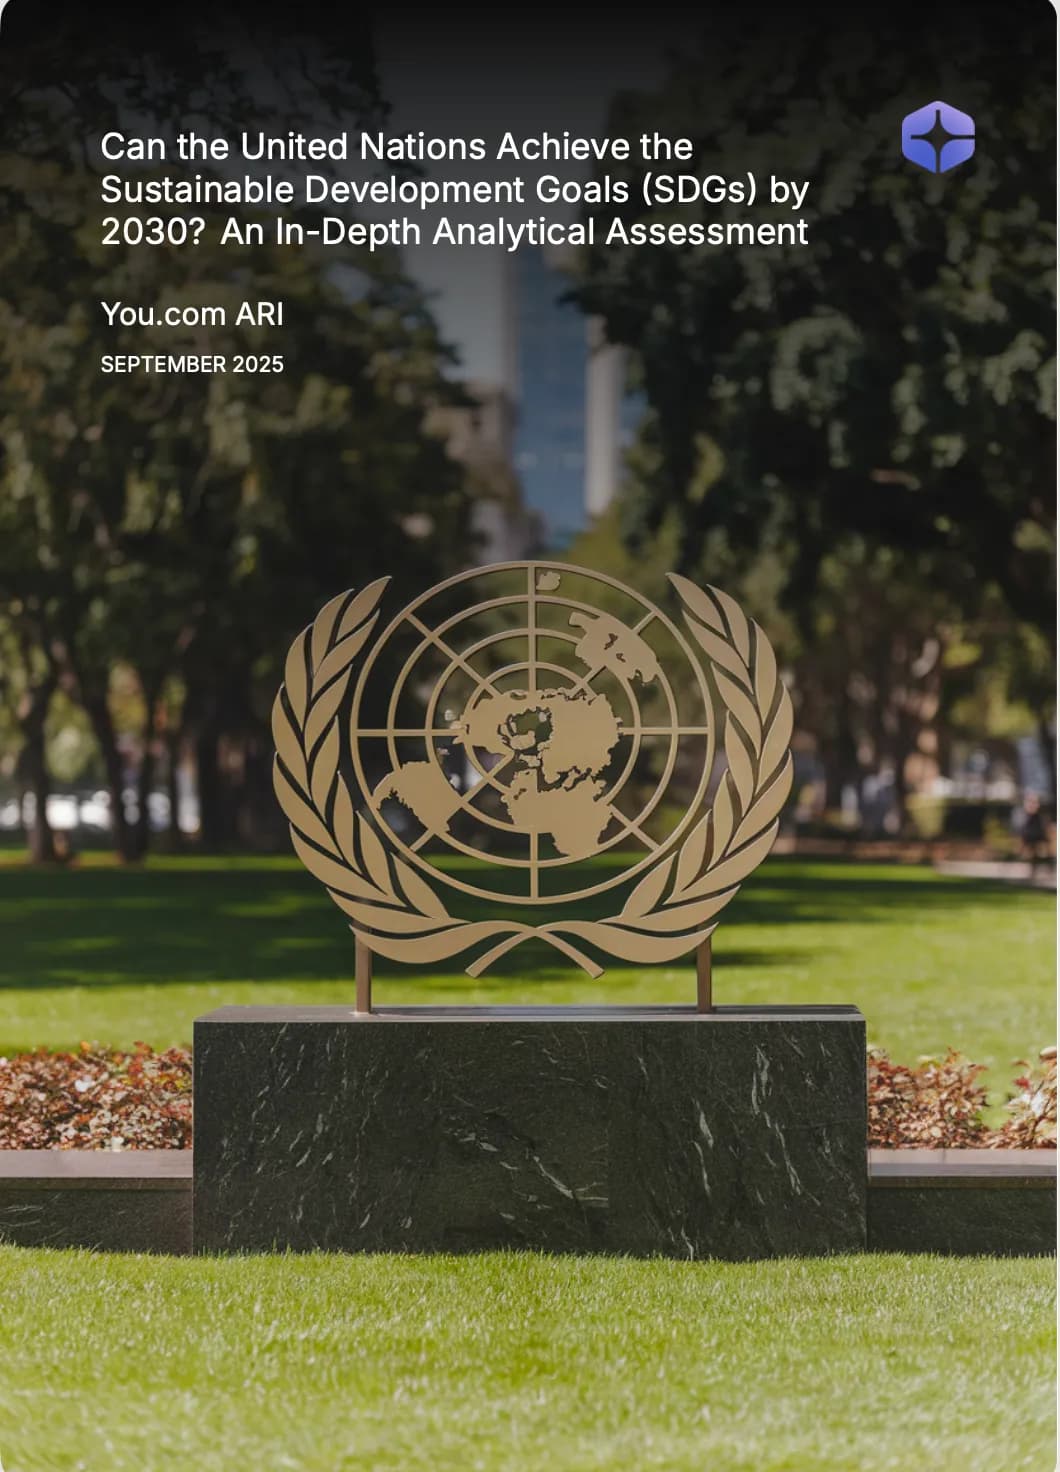 Can the United Nations Achieve the
Sustainable Development Goals (SDGs) by
2030? An In-Depth Analytical Assessment
You.com ARI
SEPTEMBER 2025